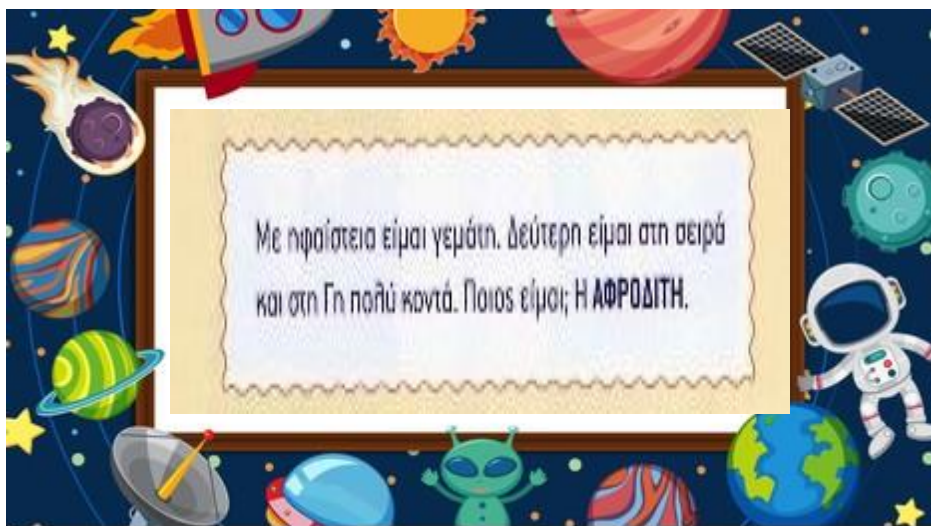 Με ηφαίστεια είμαι γεμάτη. Δεύτερη είμαι στη σειρά
και στη Γη πολύ κοντά. Ποιος είμαι; Η ΑΦΡΟΔΙΤΗ.